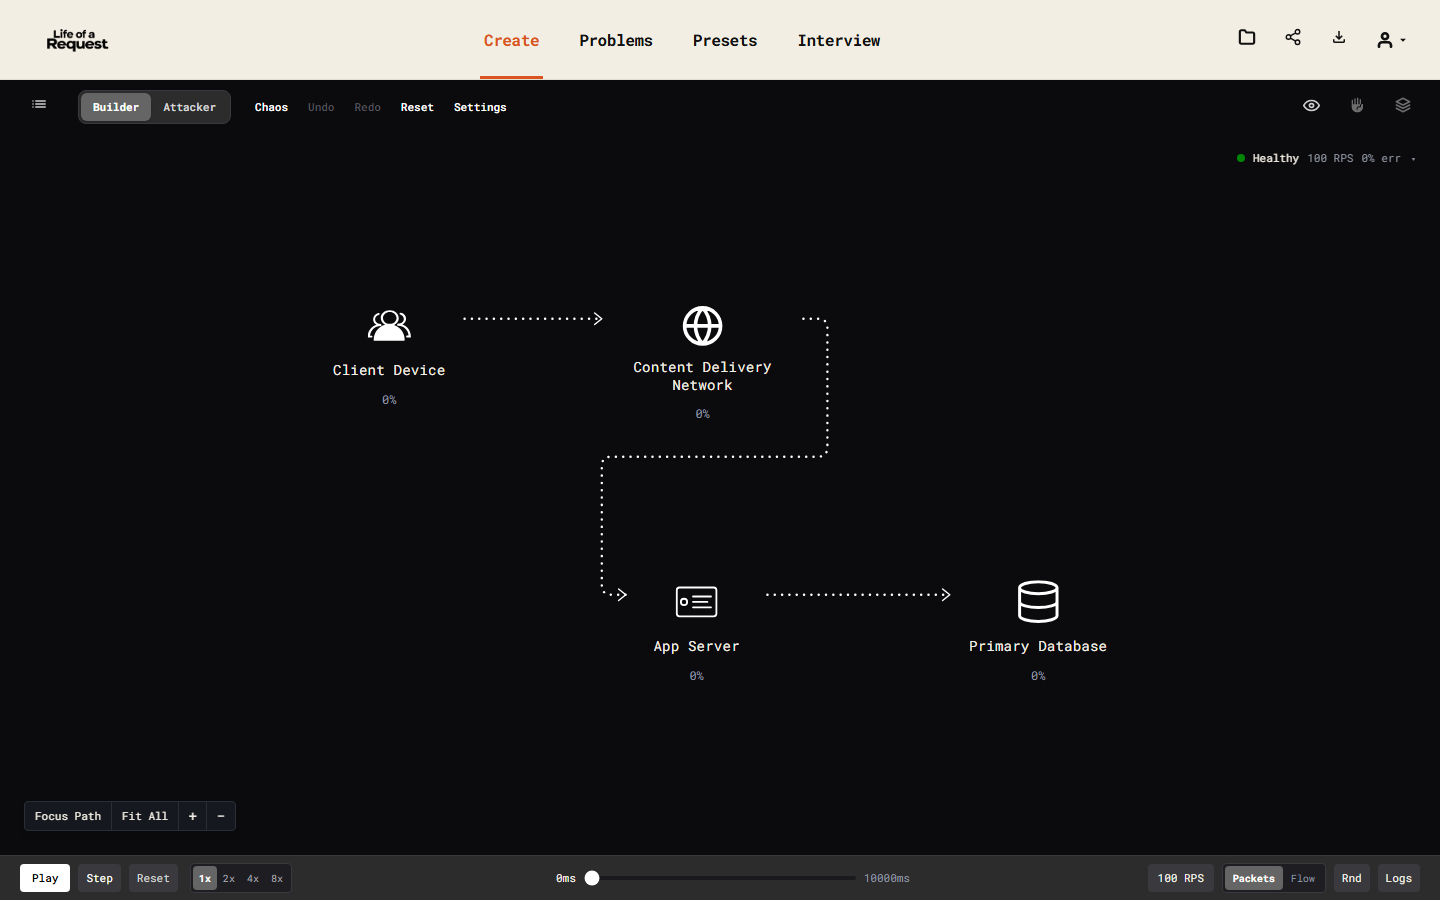 Life of a
Request
Create
Problems
Presets
Interview
Builder
Attacker
Chaos
Undo
Redo
Reset
Settings
Healthy 100 RPS 0% err
Client Device
0%
Content Delivery
Network
0%
App Server
0%
Primary Database
0%
Focus Path
Fit All
+
−
Play
Step
Reset
1x
2x
4x
8x
0ms
10000ms
100 RPS
Packets
Flow
Rnd
Logs